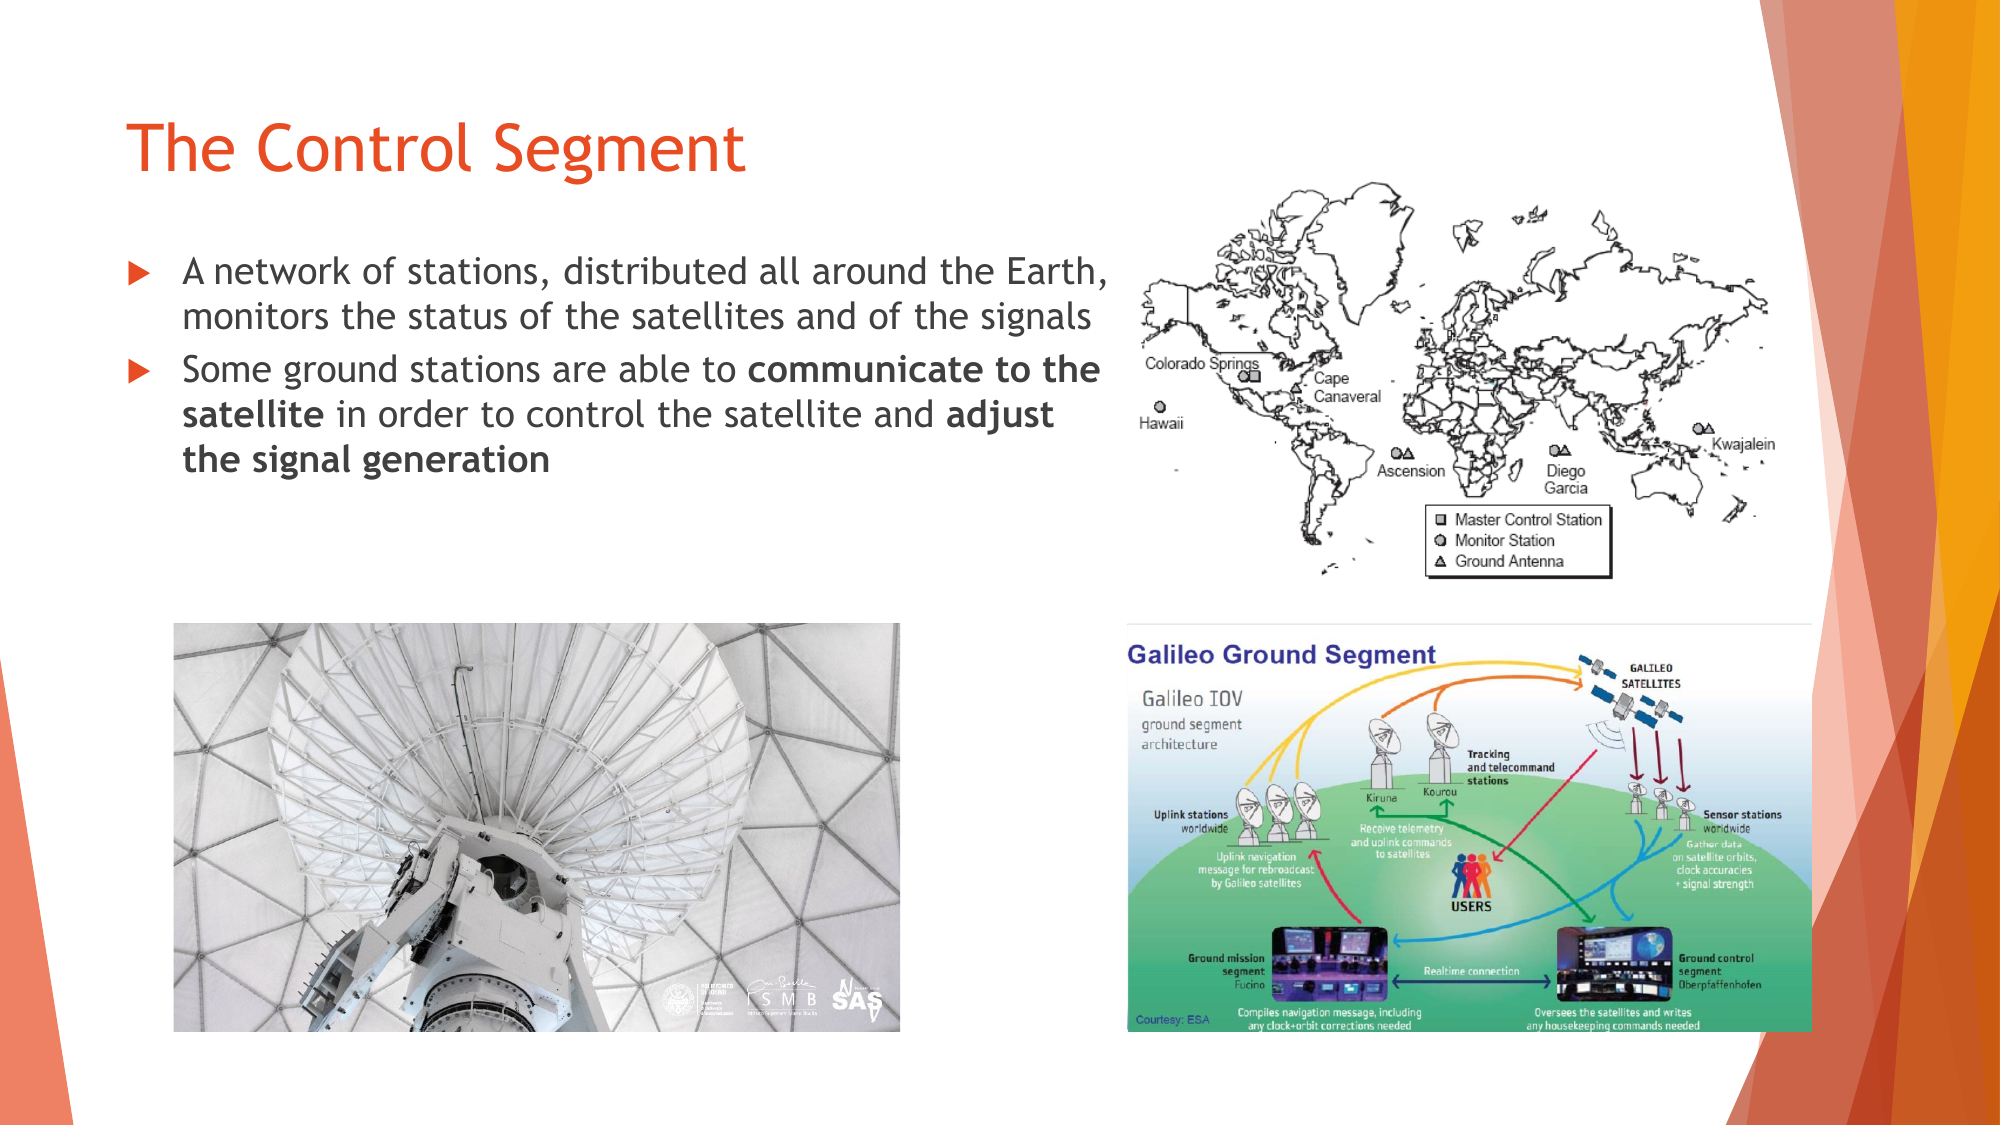 The Control Segment
A network of stations, distributed all around the Earth,
monitors the status of the satellites and of the signals
Some ground stations are able to communicate to the
satellite in order to control the satellite and adjust
the signal generation
Colorado Springs
Cape
Canaveral
Hawaii
Ascension
Diego
Garcia
Kwajalein
Master Control Station
Monitor Station
Ground Antenna
I S M B
NSAS
Galileo Ground Segment
Galileo IOV
ground segment
architecture
GALILEO
SATELLITES
Tracking
and telecommand
stations
Kiruna
Kourou
Uplink stations
worldwide
Sensor stations
worldwide
Receive telemetry
and uplink commands
to satellites
Gather data
on satellite orbits,
clock accuracies
+ signal strength
Uplink navigation
message for rebroadcast
by Galileo satellites
USERS
Ground mission
segment
Fucino
Realtime connection
Ground control
segment
Oberpfaffenhofen
Compiles navigation message, including
any clock+orbit corrections needed
Oversees the satellites and writes
any housekeeping commands needed
Courtesy: ESA